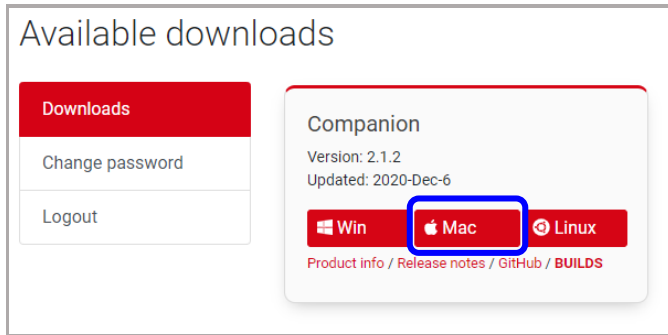 Available downloads
Downloads
Change password
Logout
Companion
Version: 2.1.2
Updated: 2020-Dec-6
Win Mac Linux
Product info / Release notes / GitHub / BUILDS